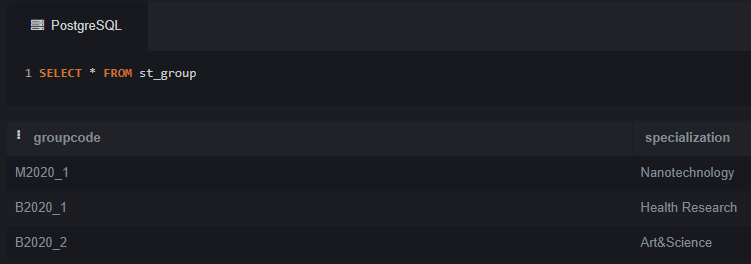 PostgreSQL
1 SELECT * FROM st_group
groupcode specialization
M2020_1 Nanotechnology
B2020_1 Health Research
B2020_2 Art&Science